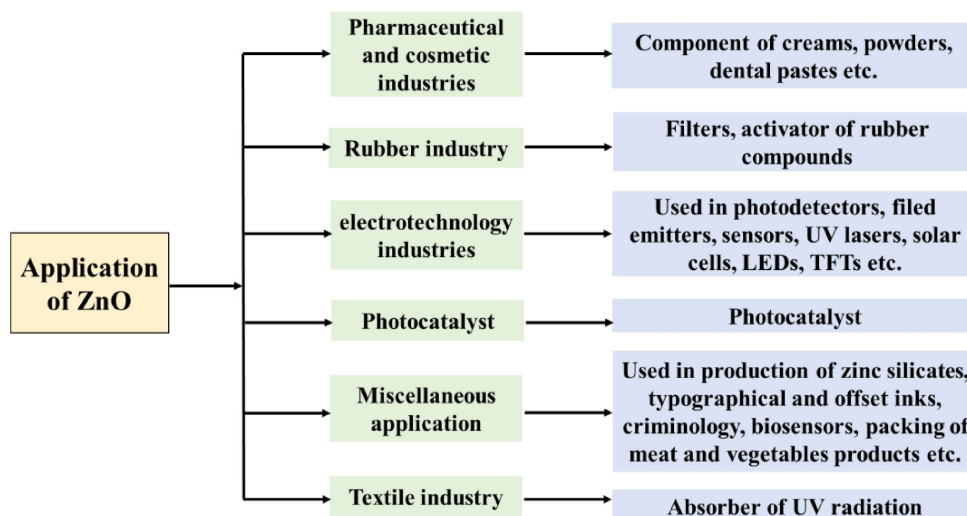 Application
of ZnO
Pharmaceutical
and cosmetic
industries
Component of creams, powders,
dental pastes etc.
Rubber industry
Filters, activator of rubber
compounds
electrotechnology
industries
Used in photodetectors, filed
emitters, sensors, UV lasers, solar
cells, LEDs, TFTs etc.
Photocatalyst
Photocatalyst
Miscellaneous
application
Used in production of zinc silicates,
typographical and offset inks,
criminology, biosensors, packing of
meat and vegetables products etc.
Textile industry
Absorber of UV radiation